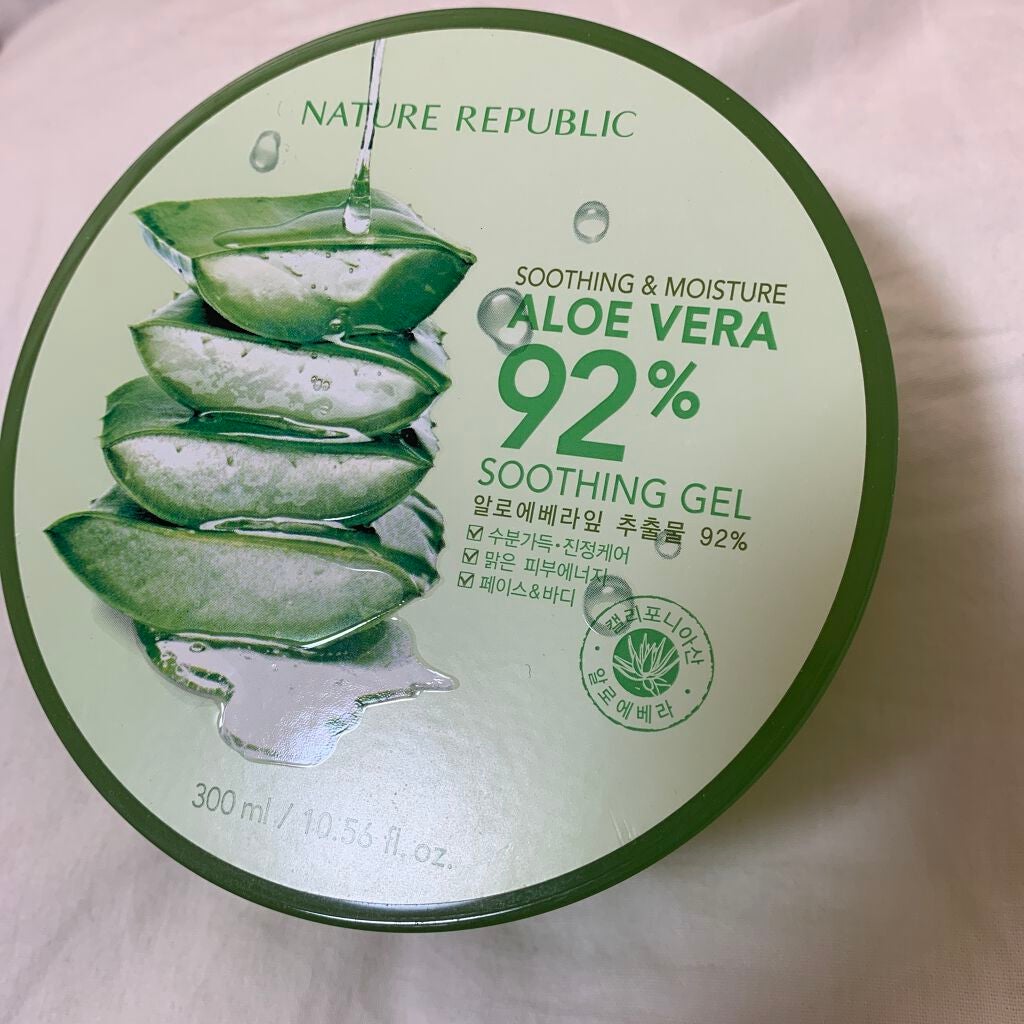 NATURE REPUBLIC
SOOTHING & MOISTURE
ALOE VERA
92%
SOOTHING GEL
알로에베라잎 추출물 92%
☑ 수분가득•진정케어
☑ 맑은 피부에너지
☑ 페이스&바디
캘리포니아산
• 알로에베라 •
300 ml / 10.56 fl. oz.